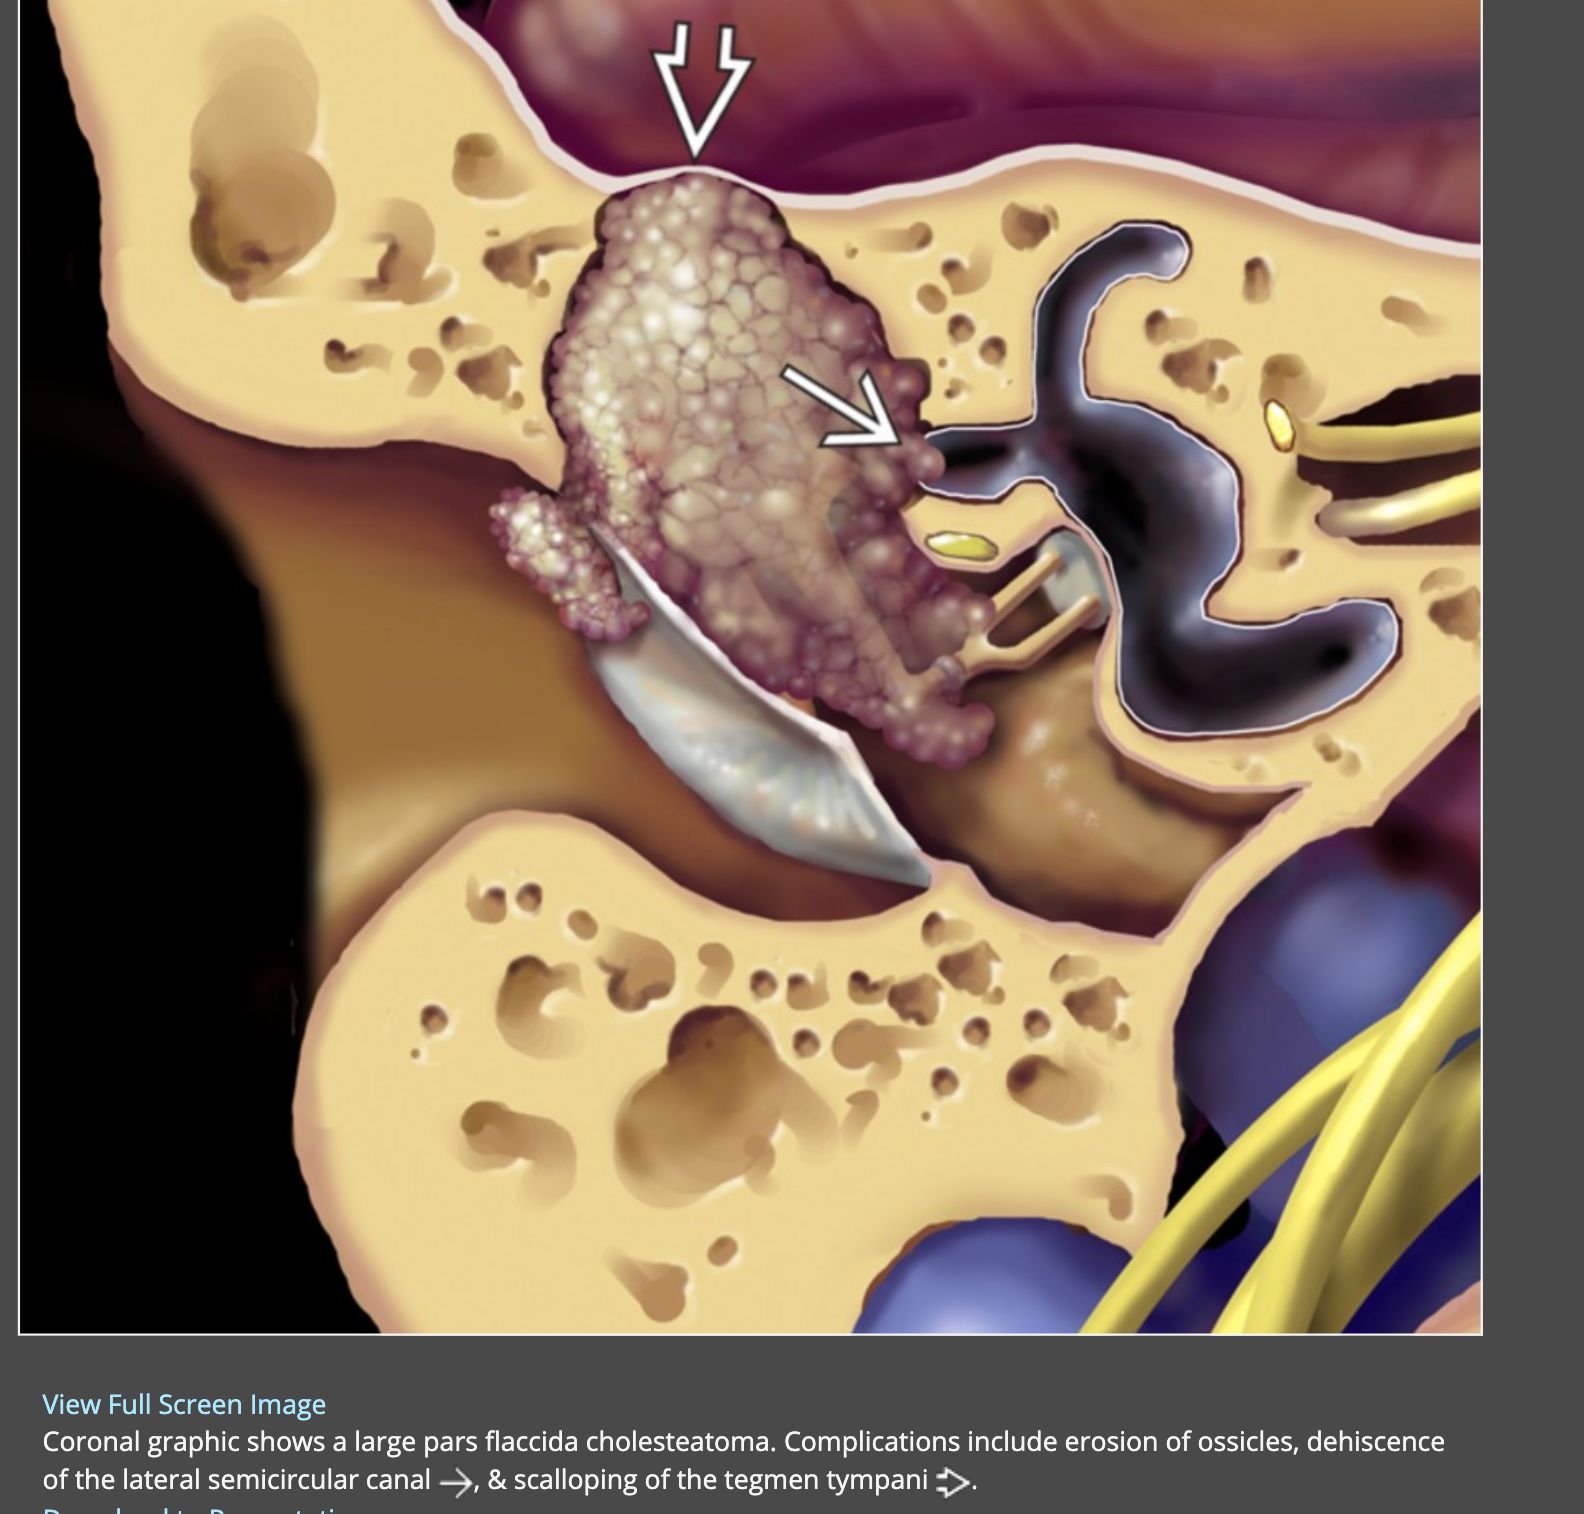 View Full Screen Image
Coronal graphic shows a large pars flaccida cholesteatoma. Complications include erosion of ossicles, dehiscence
of the lateral semicircular canal →, & scalloping of the tegmen tympani ⇨.